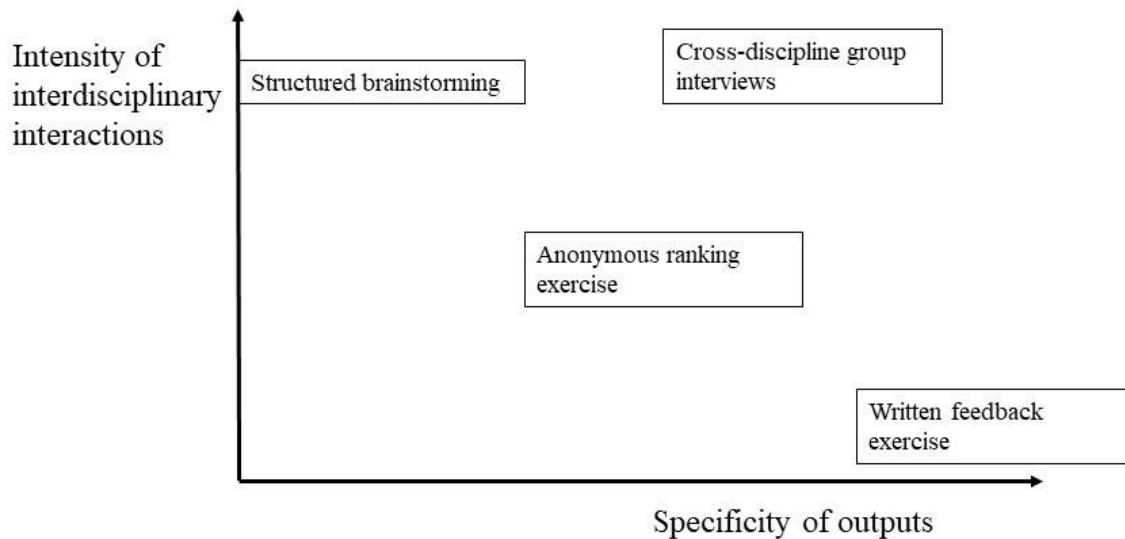 Intensity of
interdisciplinary
interactions
Structured brainstorming
Cross-discipline group
interviews
Anonymous ranking
exercise
Written feedback
exercise
Specificity of outputs